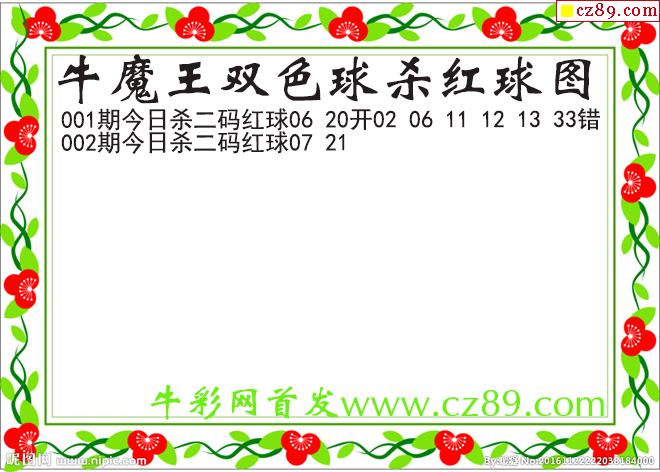 cz89.com
牛魔王双色球杀红球图
001期今日杀二码红球06 20开02 06 11 12 13 33错
002期今日杀二码红球07 21
牛彩网首发www.cz89.com
昵图网 www.nipic.com